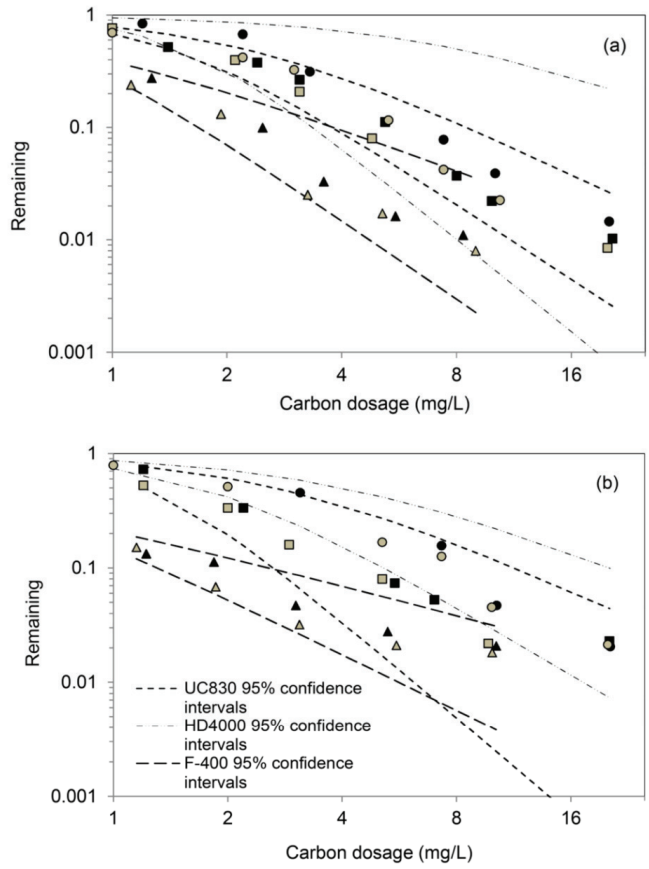 (a)
1
0.1
0.01
0.001
Remaining
1 2 4 8 16
Carbon dosage (mg/L)
(b)
1
0.1
0.01
0.001
Remaining
UC830 95% confidence
intervals
HD4000 95% confidence
intervals
F-400 95% confidence
intervals
1 2 4 8 16
Carbon dosage (mg/L)